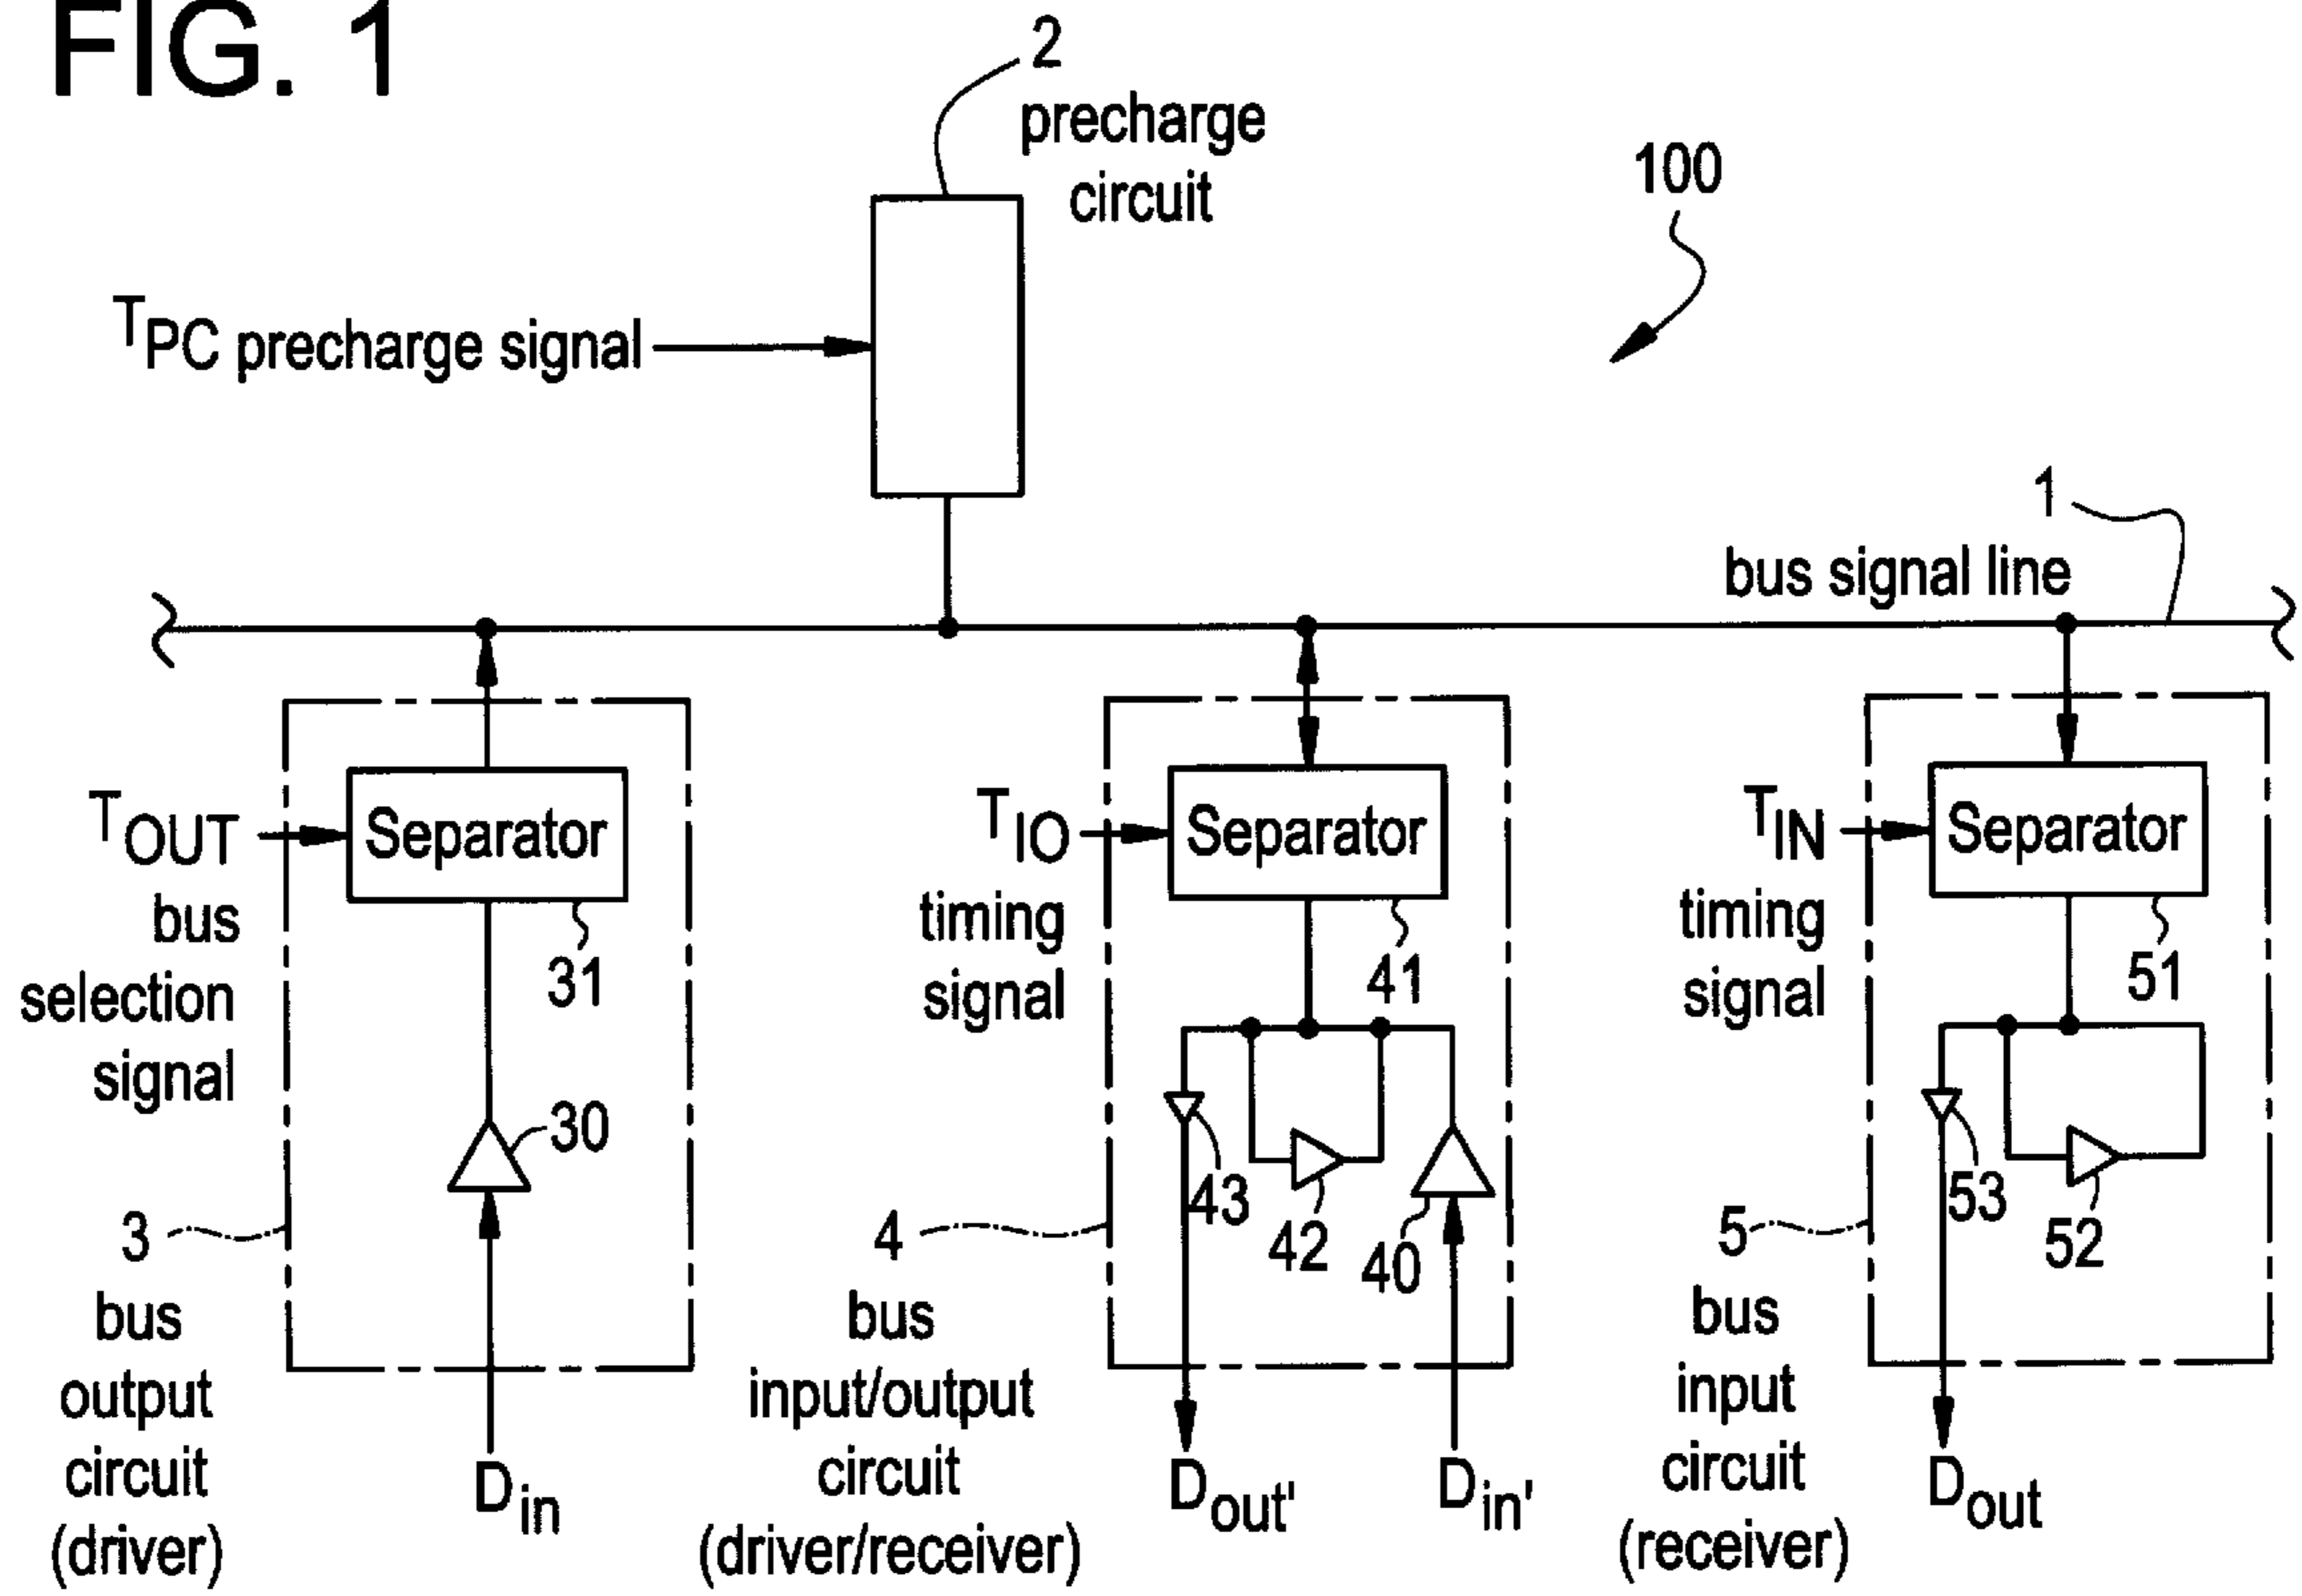 FIG. 1
2
precharge
circuit
100
TPC precharge signal
1
bus signal line
TOUT
bus
selection
signal
Separator
31
30
3
bus
output
circuit
(driver)
Din
TIO
timing
signal
Separator
41
43
42
40
4
bus
input/output
circuit
(driver/receiver)
Dout'
Din'
TIN
timing
signal
Separator
51
53
52
5
bus
input
circuit
(receiver)
Dout